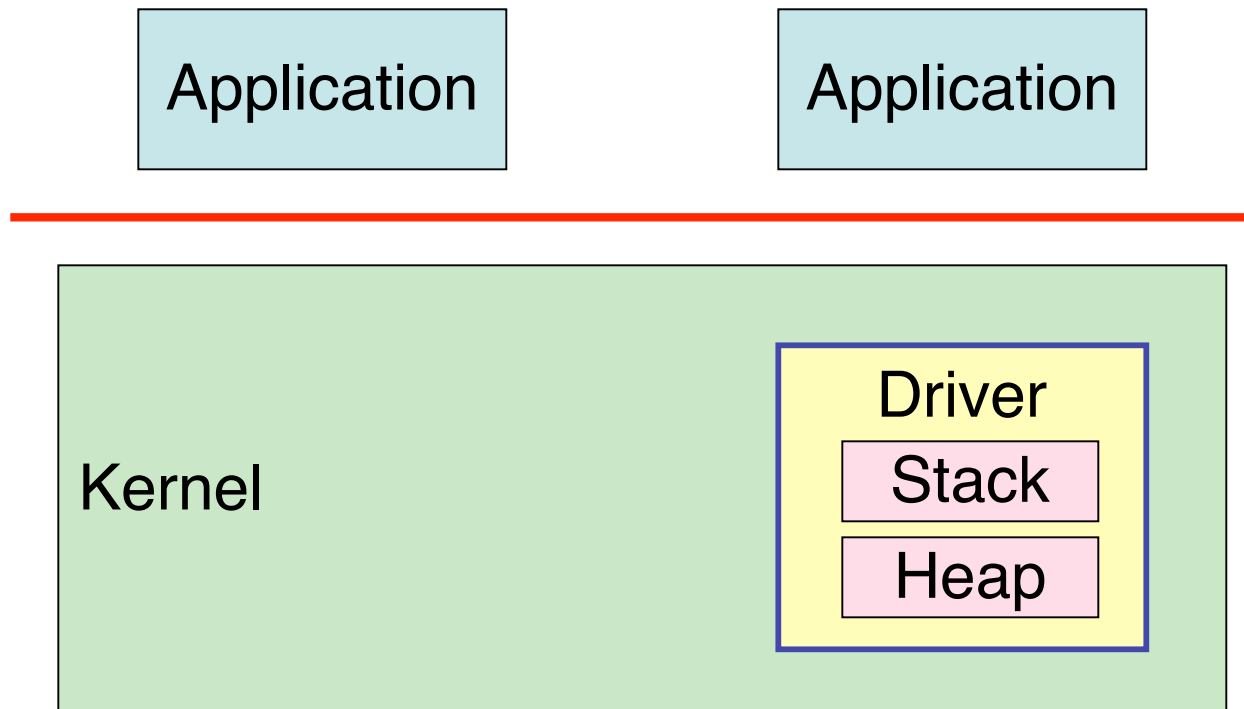 Application
Application
Driver
Stack
Kernel
Heap